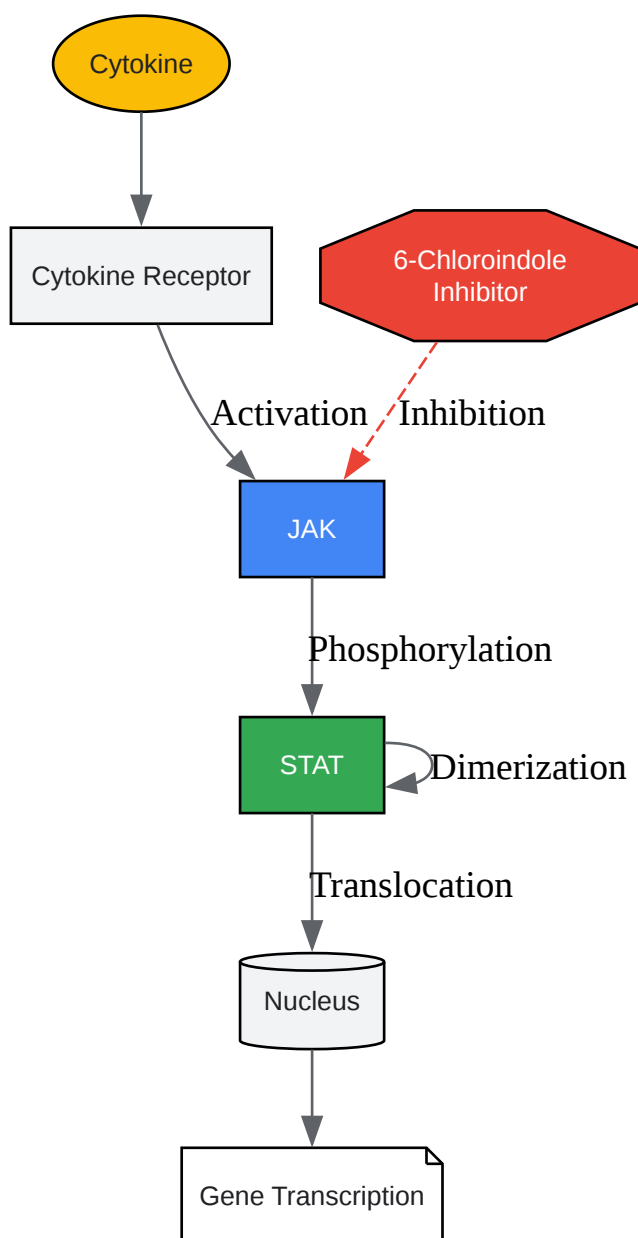 Cytokine
Cytokine Receptor
6-Chloroindole
Inhibitor
Activation
Inhibition
JAK
Phosphorylation
STAT
Dimerization
Translocation
Nucleus
Gene Transcription